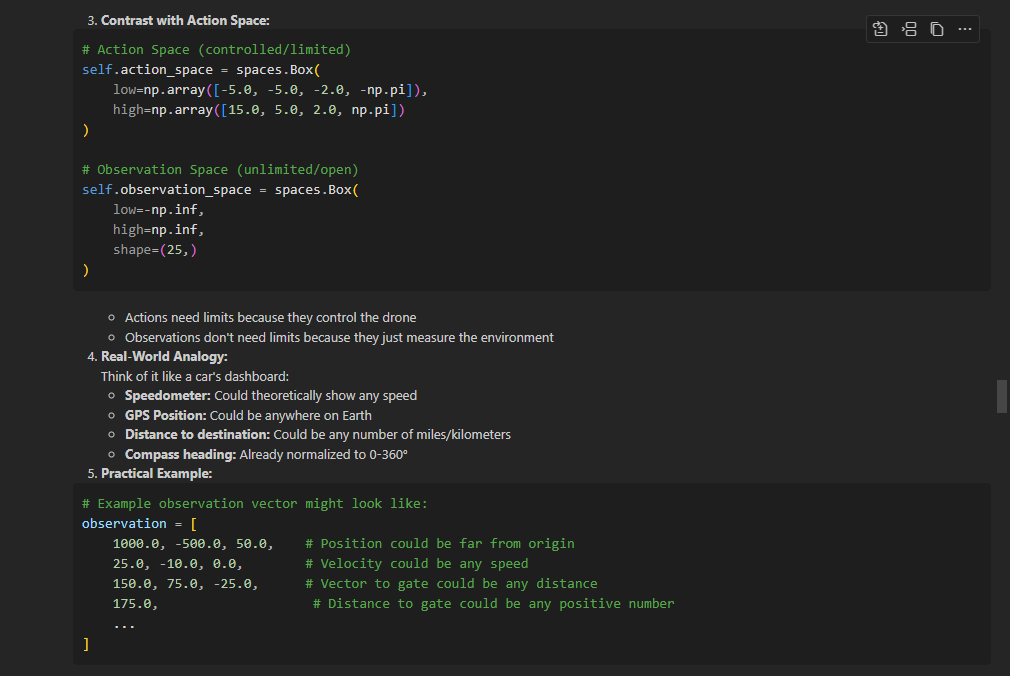 3. Contrast with Action Space:
# Action Space (controlled/limited)
self.action_space = spaces.Box(
    low=np.array([-5.0, -5.0, -2.0, -np.pi]),
    high=np.array([15.0, 5.0, 2.0, np.pi])
)

# Observation Space (unlimited/open)
self.observation_space = spaces.Box(
    low=-np.inf,
    high=np.inf,
    shape=(25,)
)
Actions need limits because they control the drone
Observations don't need limits because they just measure the environment
4. Real-World Analogy:
Think of it like a car's dashboard:
Speedometer: Could theoretically show any speed
GPS Position: Could be anywhere on Earth
Distance to destination: Could be any number of miles/kilometers
Compass heading: Already normalized to 0-360°
5. Practical Example:
# Example observation vector might look like:
observation = [
    1000.0, -500.0, 50.0,    # Position could be far from origin
    25.0, -10.0, 0.0,        # Velocity could be any speed
    150.0, 75.0, -25.0,      # Vector to gate could be any distance
    175.0,                    # Distance to gate could be any positive number
    ...
]